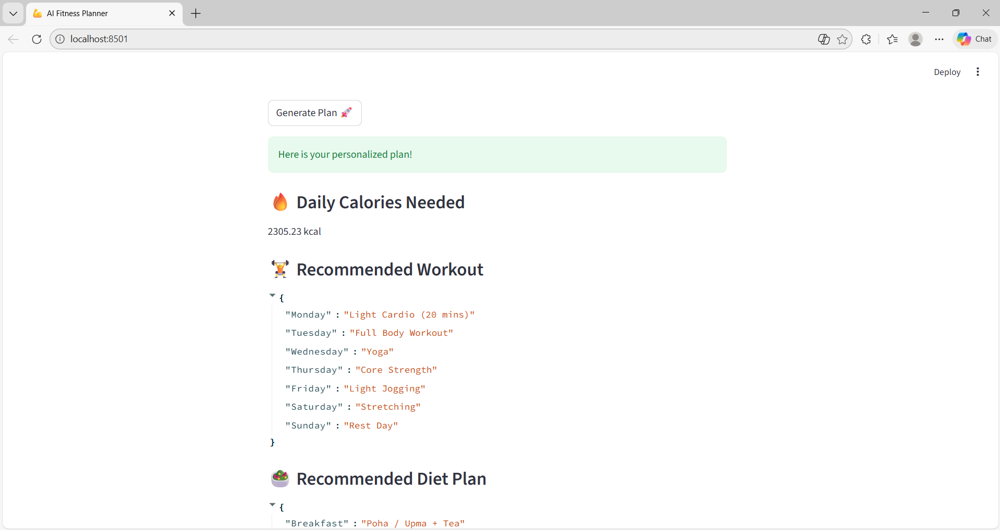 AI Fitness Planner
localhost:8501
Chat
Deploy
Generate Plan 🚀
Here is your personalized plan!
🔥 Daily Calories Needed
2305.23 kcal
🏋️ Recommended Workout
{
"Monday" : "Light Cardio (20 mins)"
"Tuesday" : "Full Body Workout"
"Wednesday" : "Yoga"
"Thursday" : "Core Strength"
"Friday" : "Light Jogging"
"Saturday" : "Stretching"
"Sunday" : "Rest Day"
}
🥗 Recommended Diet Plan
{
"Breakfast" : "Poha / Upma + Tea"